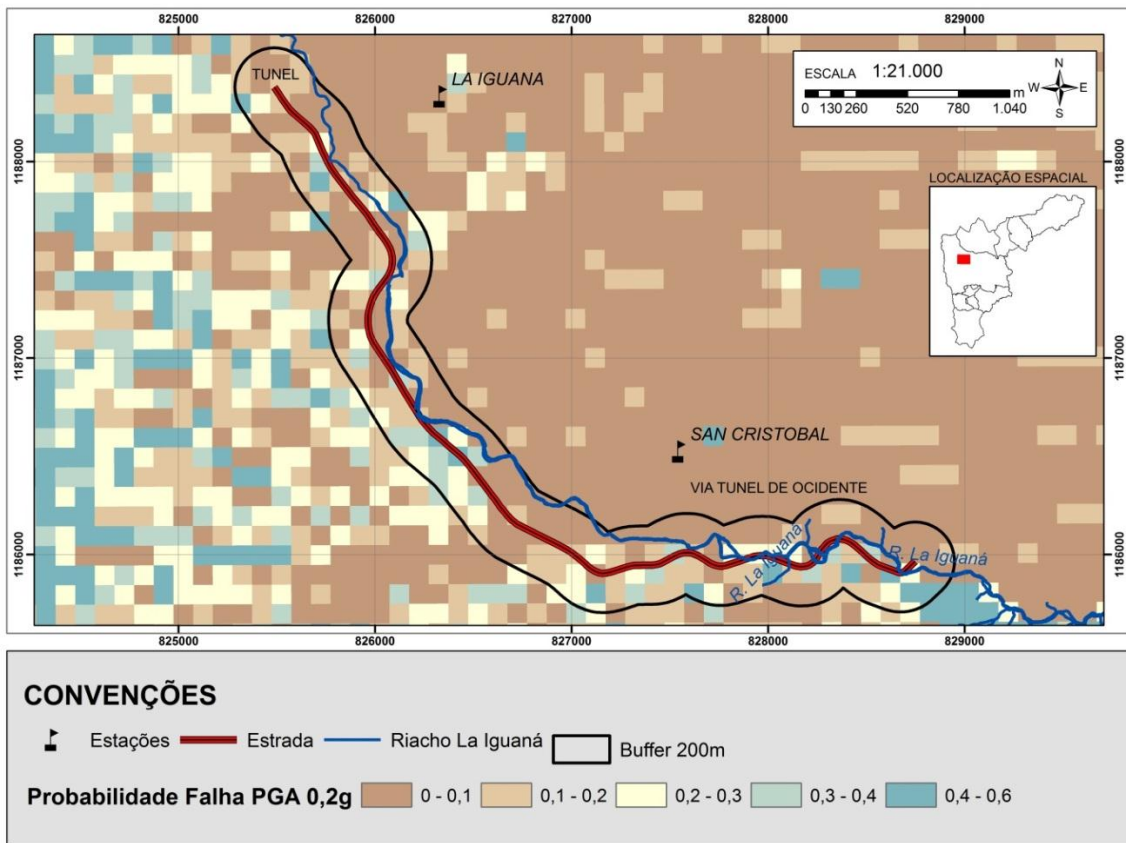 825000 826000 827000 828000 829000
TUNEL
LA IGUANA
ESCALA 1:21.000
m
0 130 260 520 780 1.040
N
W E
S
1188000 1188000
LOCALIZAÇÃO ESPACIAL
1187000 1187000
SAN CRISTOBAL
VIA TUNEL DE OCIDENTE
1186000 1186000
R. La Iguana
R. La Iguaná
825000 826000 827000 828000 829000
CONVENÇÕES
Estações Estrada Riacho La Iguaná Buffer 200m
Probabilidade Falha PGA 0,2g 0 - 0,1 0,1 - 0,2 0,2 - 0,3 0,3 - 0,4 0,4 - 0,6